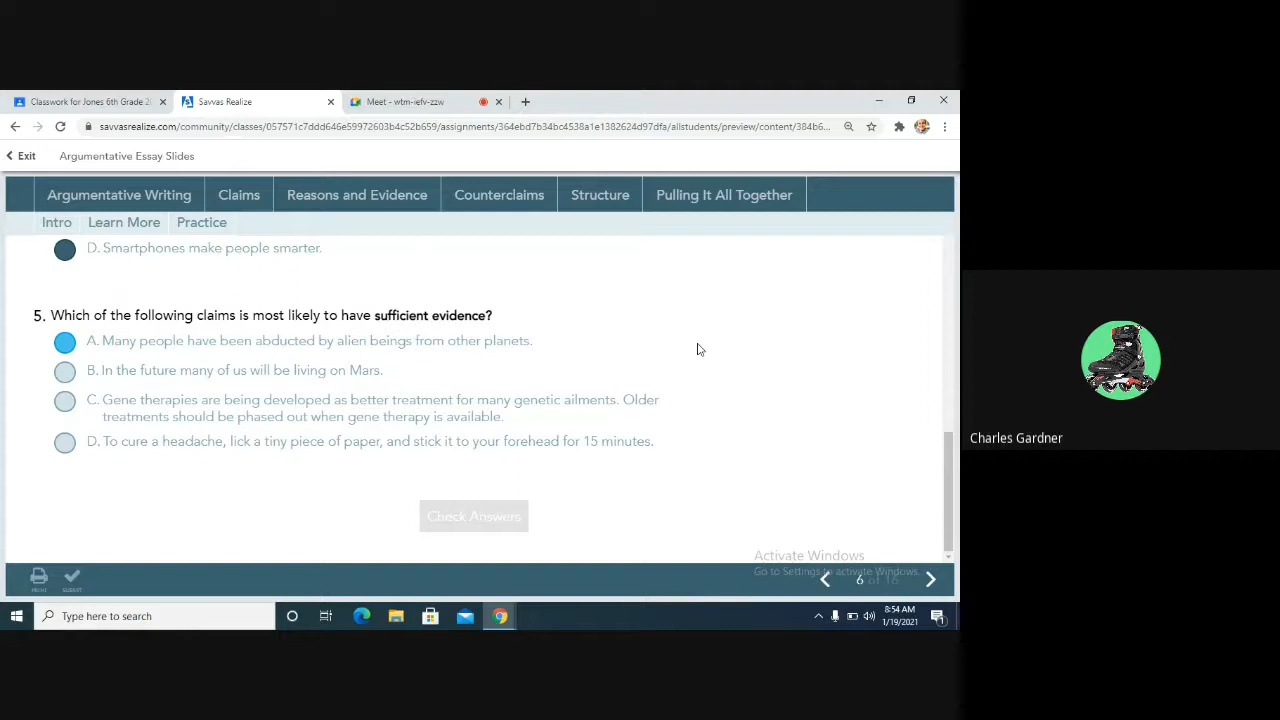 Classwork for Jones 6th Grade 2
Savvas Realize
Meet - wtm-iefv-zzw
savvasrealize.com/community/classes/057571c7ddd646e59972603b4c52b659/assignments/364ebd7b34bc4538a1e1382624d97dfa/allstudents/preview/content/384b6...
Exit
Argumentative Essay Slides
Argumentative Writing
Claims
Reasons and Evidence
Counterclaims
Structure
Pulling It All Together
Intro
Learn More
Practice
D. Smartphones make people smarter.
5. Which of the following claims is most likely to have sufficient evidence?
A. Many people have been abducted by alien beings from other planets.
B. In the future many of us will be living on Mars.
C. Gene therapies are being developed as better treatment for many genetic ailments. Older
treatments should be phased out when gene therapy is available.
D. To cure a headache, lick a tiny piece of paper, and stick it to your forehead for 15 minutes.
Check Answers
Activate Windows
Go to Settings to activate Windows.
PRINT
SUBMIT
6 of 16
Type here to search
8:54 AM
1/19/2021
Charles Gardner